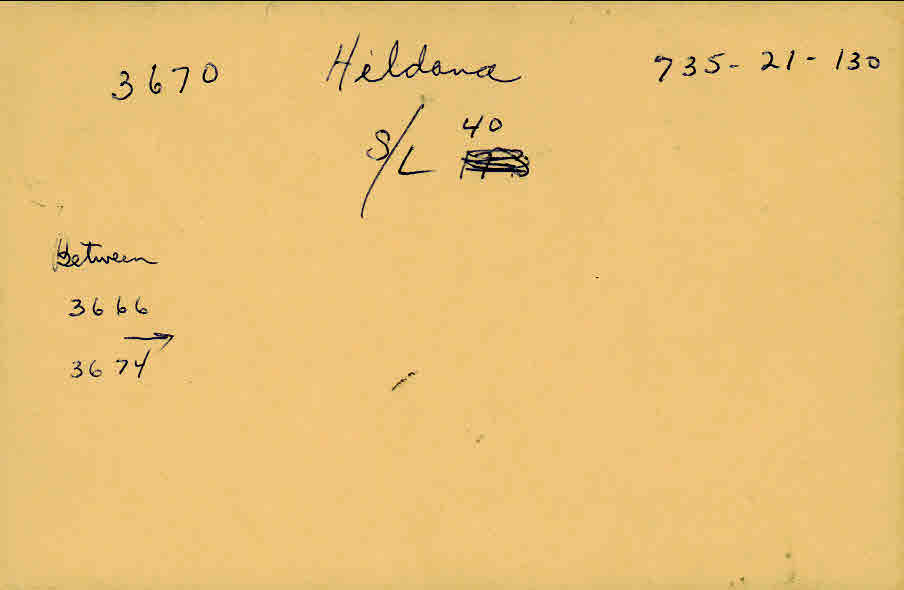 3670 Hildana 735-21-130
S/L 40
Between
3666
3674